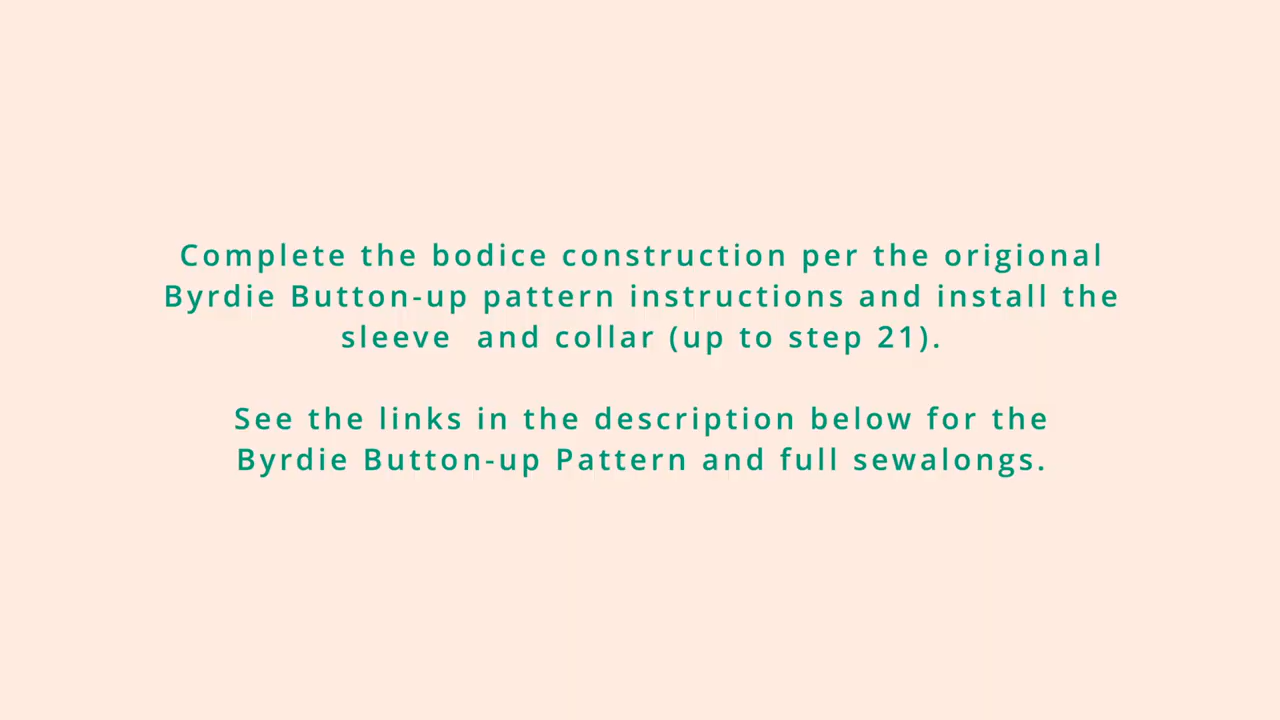 Complete the bodice construction per the origional
Byrdie Button-up pattern instructions and install the
sleeve  and collar (up to step 21).
See the links in the description below for the
Byrdie Button-up Pattern and full sewalongs.